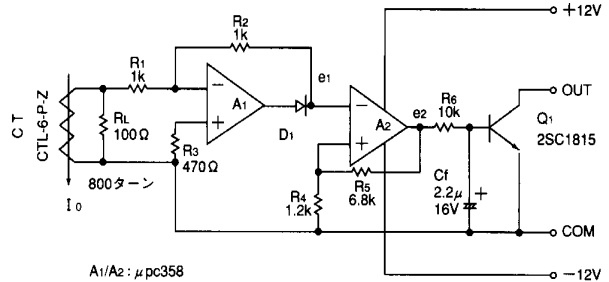 +12V
R2
1k
R1
1k
e1
A1
D1
R3
470Ω
RL
100Ω
CT
CTL-6-P-Z
800ターン
I0
A2
e2
R6
10k
R5
6.8k
R4
1.2k
Cf
2.2μ
16V
+
OUT
Q1
2SC1815
COM
−12V
−
+
−
+
A1/A2 : μpc358